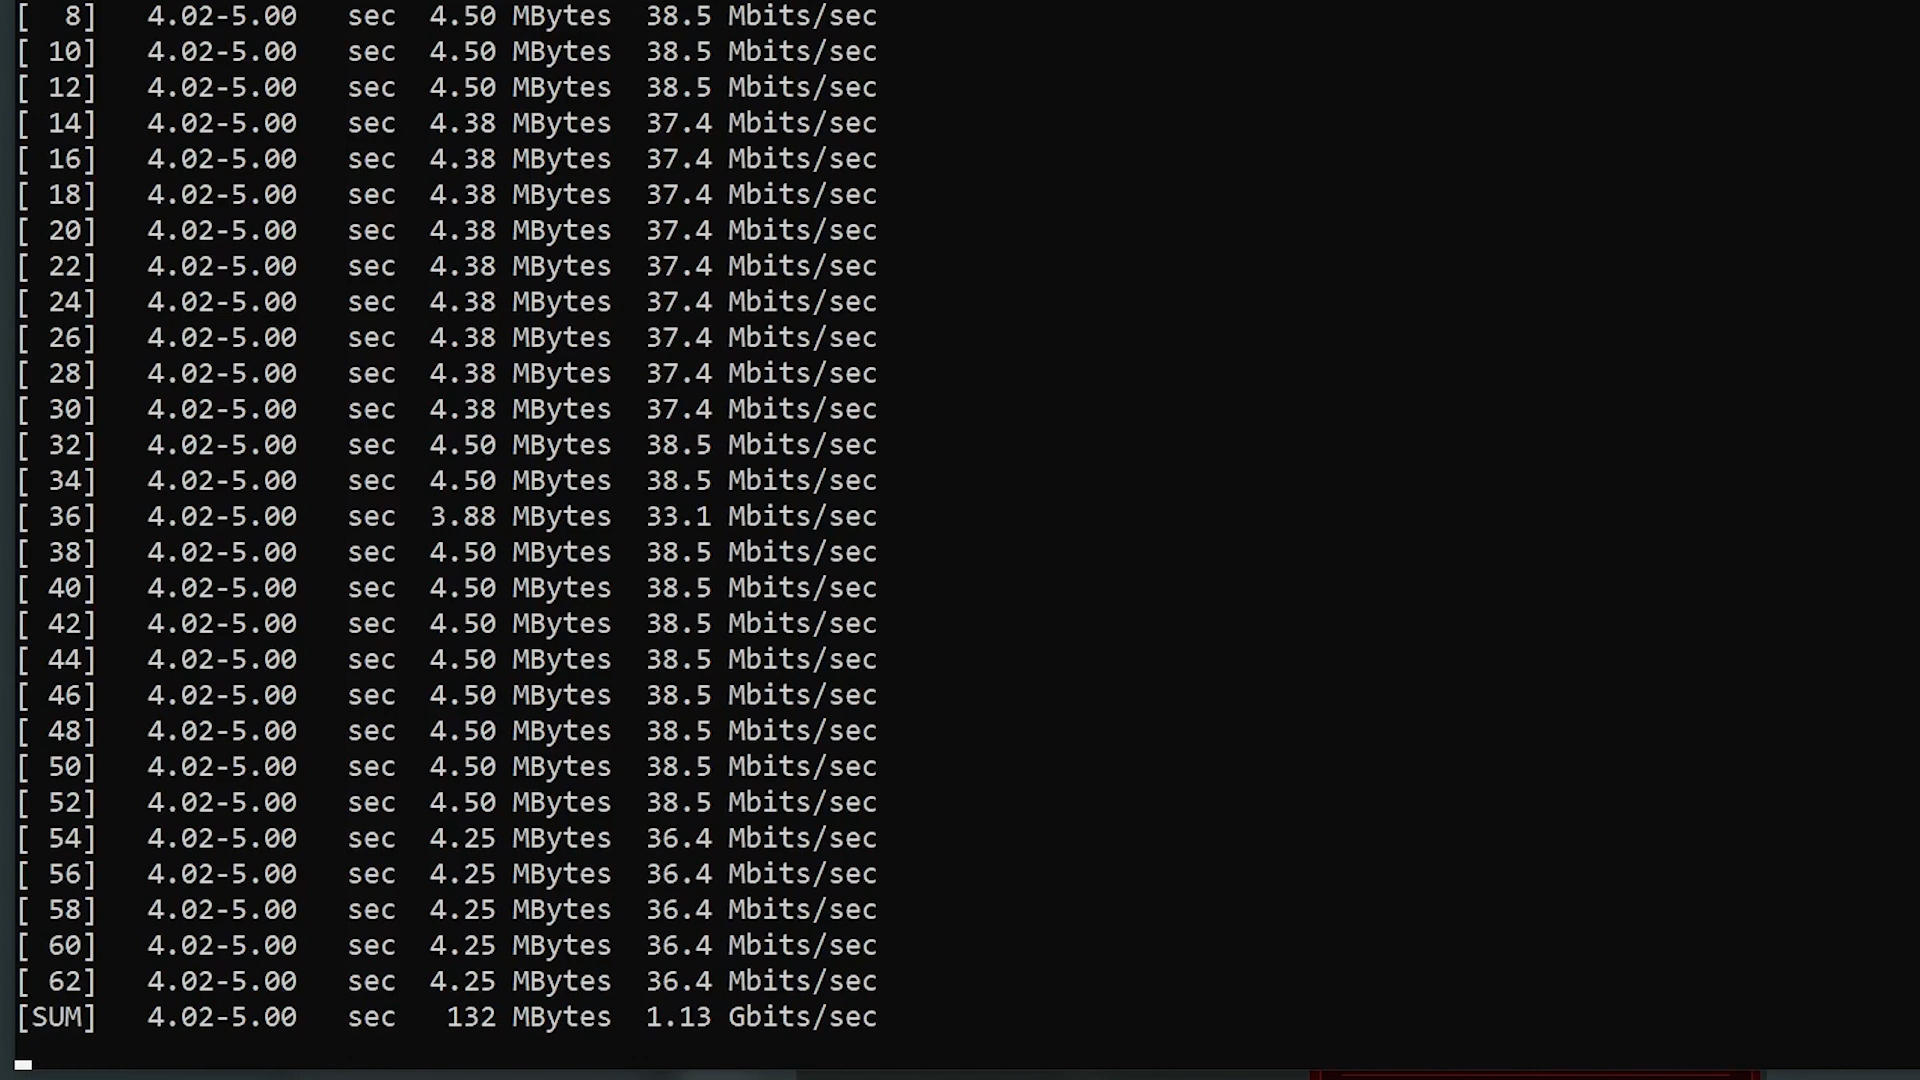 [  8]   4.02-5.00   sec  4.50 MBytes  38.5 Mbits/sec
[ 10]   4.02-5.00   sec  4.50 MBytes  38.5 Mbits/sec
[ 12]   4.02-5.00   sec  4.50 MBytes  38.5 Mbits/sec
[ 14]   4.02-5.00   sec  4.38 MBytes  37.4 Mbits/sec
[ 16]   4.02-5.00   sec  4.38 MBytes  37.4 Mbits/sec
[ 18]   4.02-5.00   sec  4.38 MBytes  37.4 Mbits/sec
[ 20]   4.02-5.00   sec  4.38 MBytes  37.4 Mbits/sec
[ 22]   4.02-5.00   sec  4.38 MBytes  37.4 Mbits/sec
[ 24]   4.02-5.00   sec  4.38 MBytes  37.4 Mbits/sec
[ 26]   4.02-5.00   sec  4.38 MBytes  37.4 Mbits/sec
[ 28]   4.02-5.00   sec  4.38 MBytes  37.4 Mbits/sec
[ 30]   4.02-5.00   sec  4.38 MBytes  37.4 Mbits/sec
[ 32]   4.02-5.00   sec  4.50 MBytes  38.5 Mbits/sec
[ 34]   4.02-5.00   sec  4.50 MBytes  38.5 Mbits/sec
[ 36]   4.02-5.00   sec  3.88 MBytes  33.1 Mbits/sec
[ 38]   4.02-5.00   sec  4.50 MBytes  38.5 Mbits/sec
[ 40]   4.02-5.00   sec  4.50 MBytes  38.5 Mbits/sec
[ 42]   4.02-5.00   sec  4.50 MBytes  38.5 Mbits/sec
[ 44]   4.02-5.00   sec  4.50 MBytes  38.5 Mbits/sec
[ 46]   4.02-5.00   sec  4.50 MBytes  38.5 Mbits/sec
[ 48]   4.02-5.00   sec  4.50 MBytes  38.5 Mbits/sec
[ 50]   4.02-5.00   sec  4.50 MBytes  38.5 Mbits/sec
[ 52]   4.02-5.00   sec  4.50 MBytes  38.5 Mbits/sec
[ 54]   4.02-5.00   sec  4.25 MBytes  36.4 Mbits/sec
[ 56]   4.02-5.00   sec  4.25 MBytes  36.4 Mbits/sec
[ 58]   4.02-5.00   sec  4.25 MBytes  36.4 Mbits/sec
[ 60]   4.02-5.00   sec  4.25 MBytes  36.4 Mbits/sec
[ 62]   4.02-5.00   sec  4.25 MBytes  36.4 Mbits/sec
[SUM]   4.02-5.00   sec   132 MBytes  1.13 Gbits/sec